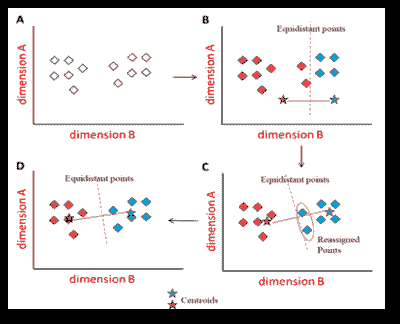 A
dimension A
dimension B
B
Equidistant points
dimension A
dimension B
D
Equidistant points
dimension A
dimension B
C
Equidistant points
Reassigned
Points
dimension A
dimension B
Centroids